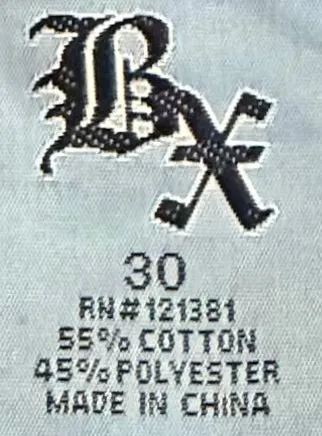 BX
30
RN#121381
55% COTTON
45% POLYESTER
MADE IN CHINA